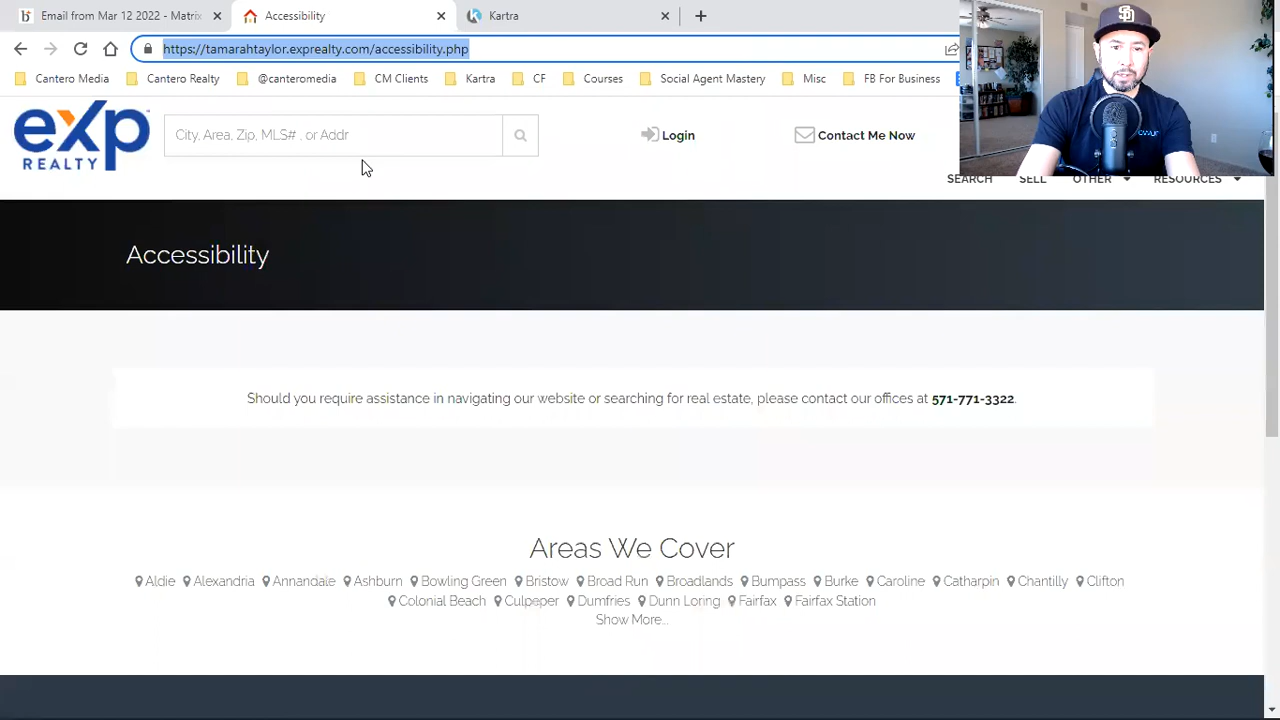 Email from Mar 12 2022 - Matrix
Accessibility
Kartra
https://tamarahtaylor.exprealty.com/accessibility.php
Cantero Media
Cantero Realty
@canteromedia
CM Clients
Kartra
CF
Courses
Social Agent Mastery
Misc
FB For Business
eXp
REALTY
City, Area, Zip, MLS# , or Addr
Login
Contact Me Now
SEARCH SELL OTHER RESOURCES
Accessibility
Should you require assistance in navigating our website or searching for real estate, please contact our offices at 571-771-3322.
Areas We Cover
Aldie Alexandria Annandale Ashburn Bowling Green Bristow Broad Run Broadlands Bumpass Burke Caroline Catharpin Chantilly Clifton
Colonial Beach Culpeper Dumfries Dunn Loring Fairfax Fairfax Station
Show More...